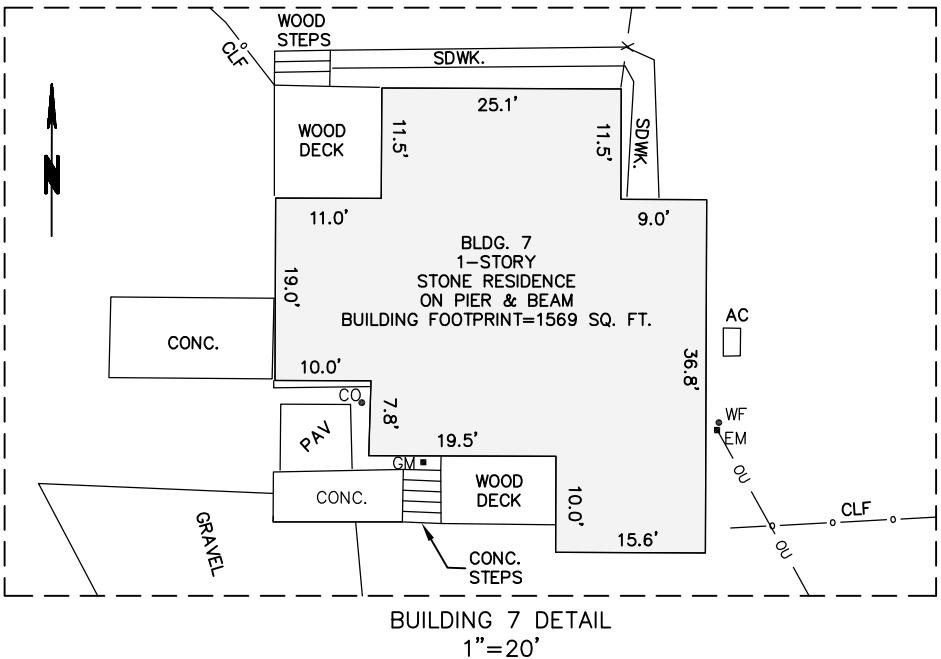 WOOD
STEPS
CLF
SDWK.
25.1'
WOOD
DECK
11.5'
11.5'
SDWK.
N
11.0'
9.0'
BLDG. 7
1-STORY
STONE RESIDENCE
ON PIER & BEAM
BUILDING FOOTPRINT=1569 SQ. FT.
19.0'
AC
CONC.
10.0'
36.8'
CO
7.8'
WF
EM
PAV
19.5'
GM
OU
CONC.
WOOD
DECK
10.0'
CLF
GRAVEL
15.6'
OU
CONC.
STEPS
BUILDING 7 DETAIL
1"=20'